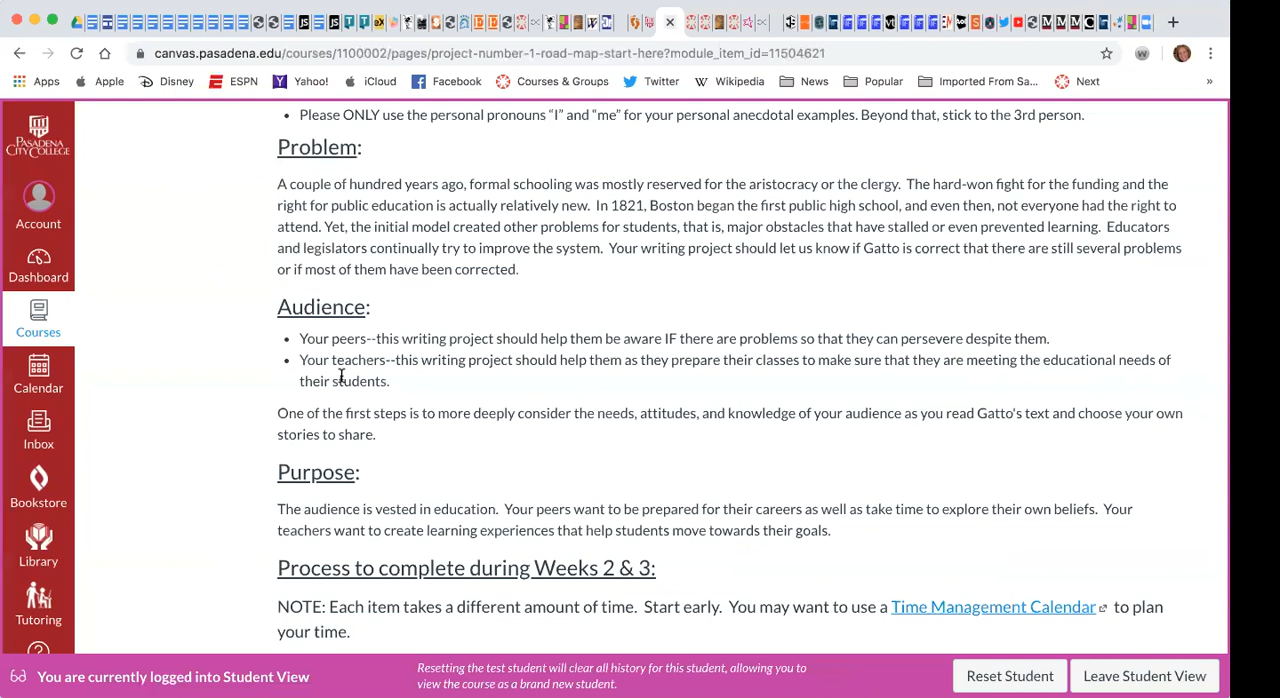 canvas.pasadena.edu/courses/1100002/pages/project-number-1-road-map-start-here?module_item_id=11504621
Apps Apple Disney ESPN Yahoo! iCloud Facebook Courses & Groups Twitter Wikipedia News Popular Imported From Sa... Next »
PASADENA
CITY COLLEGE
Account
Dashboard
Courses
Calendar
Inbox
Bookstore
Library
Tutoring
• Please ONLY use the personal pronouns “I” and “me” for your personal anecdotal examples. Beyond that, stick to the 3rd person.
Problem:
A couple of hundred years ago, formal schooling was mostly reserved for the aristocracy or the clergy. The hard-won fight for the funding and the
right for public education is actually relatively new. In 1821, Boston began the first public high school, and even then, not everyone had the right to
attend. Yet, the initial model created other problems for students, that is, major obstacles that have stalled or even prevented learning. Educators
and legislators continually try to improve the system. Your writing project should let us know if Gatto is correct that there are still several problems
or if most of them have been corrected.
Audience:
• Your peers--this writing project should help them be aware IF there are problems so that they can persevere despite them.
• Your teachers--this writing project should help them as they prepare their classes to make sure that they are meeting the educational needs of
their students.
One of the first steps is to more deeply consider the needs, attitudes, and knowledge of your audience as you read Gatto's text and choose your own
stories to share.
Purpose:
The audience is vested in education. Your peers want to be prepared for their careers as well as take time to explore their own beliefs. Your
teachers want to create learning experiences that help students move towards their goals.
Process to complete during Weeks 2 & 3:
NOTE: Each item takes a different amount of time. Start early. You may want to use a Time Management Calendar to plan
your time.
You are currently logged into Student View
Resetting the test student will clear all history for this student, allowing you to
view the course as a brand new student.
Reset Student
Leave Student View